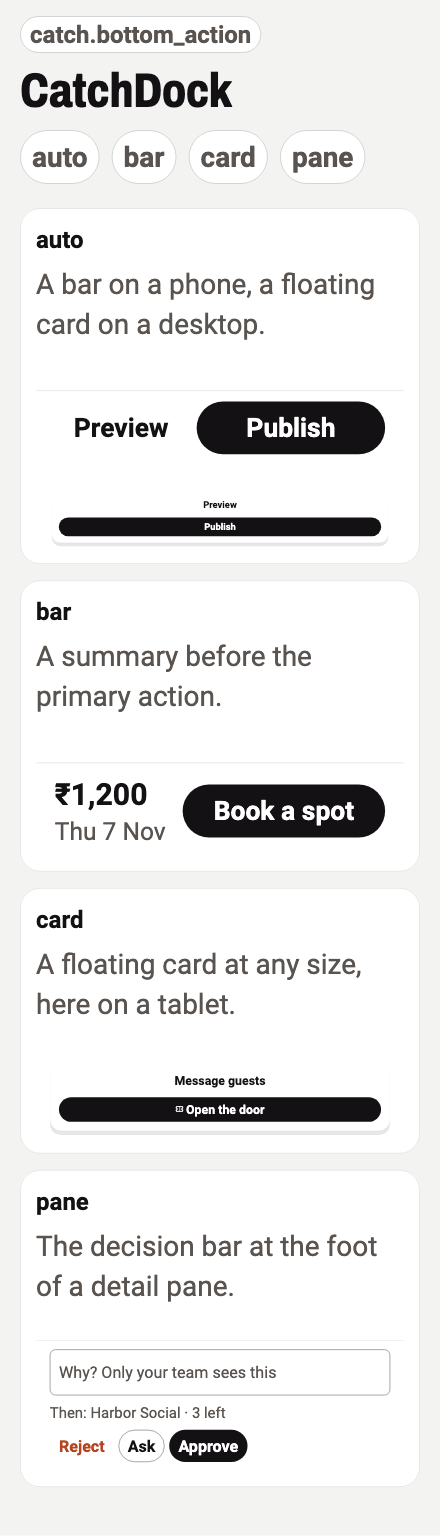 catch.bottom_action
CatchDock
auto bar card pane
auto
A bar on a phone, a floating
card on a desktop.
Preview Publish
Preview
Publish
bar
A summary before the
primary action.
₹1,200
Thu 7 Nov
Book a spot
card
A floating card at any size,
here on a tablet.
Message guests
Open the door
pane
The decision bar at the foot
of a detail pane.
Why? Only your team sees this
Then: Harbor Social · 3 left
Reject Ask Approve